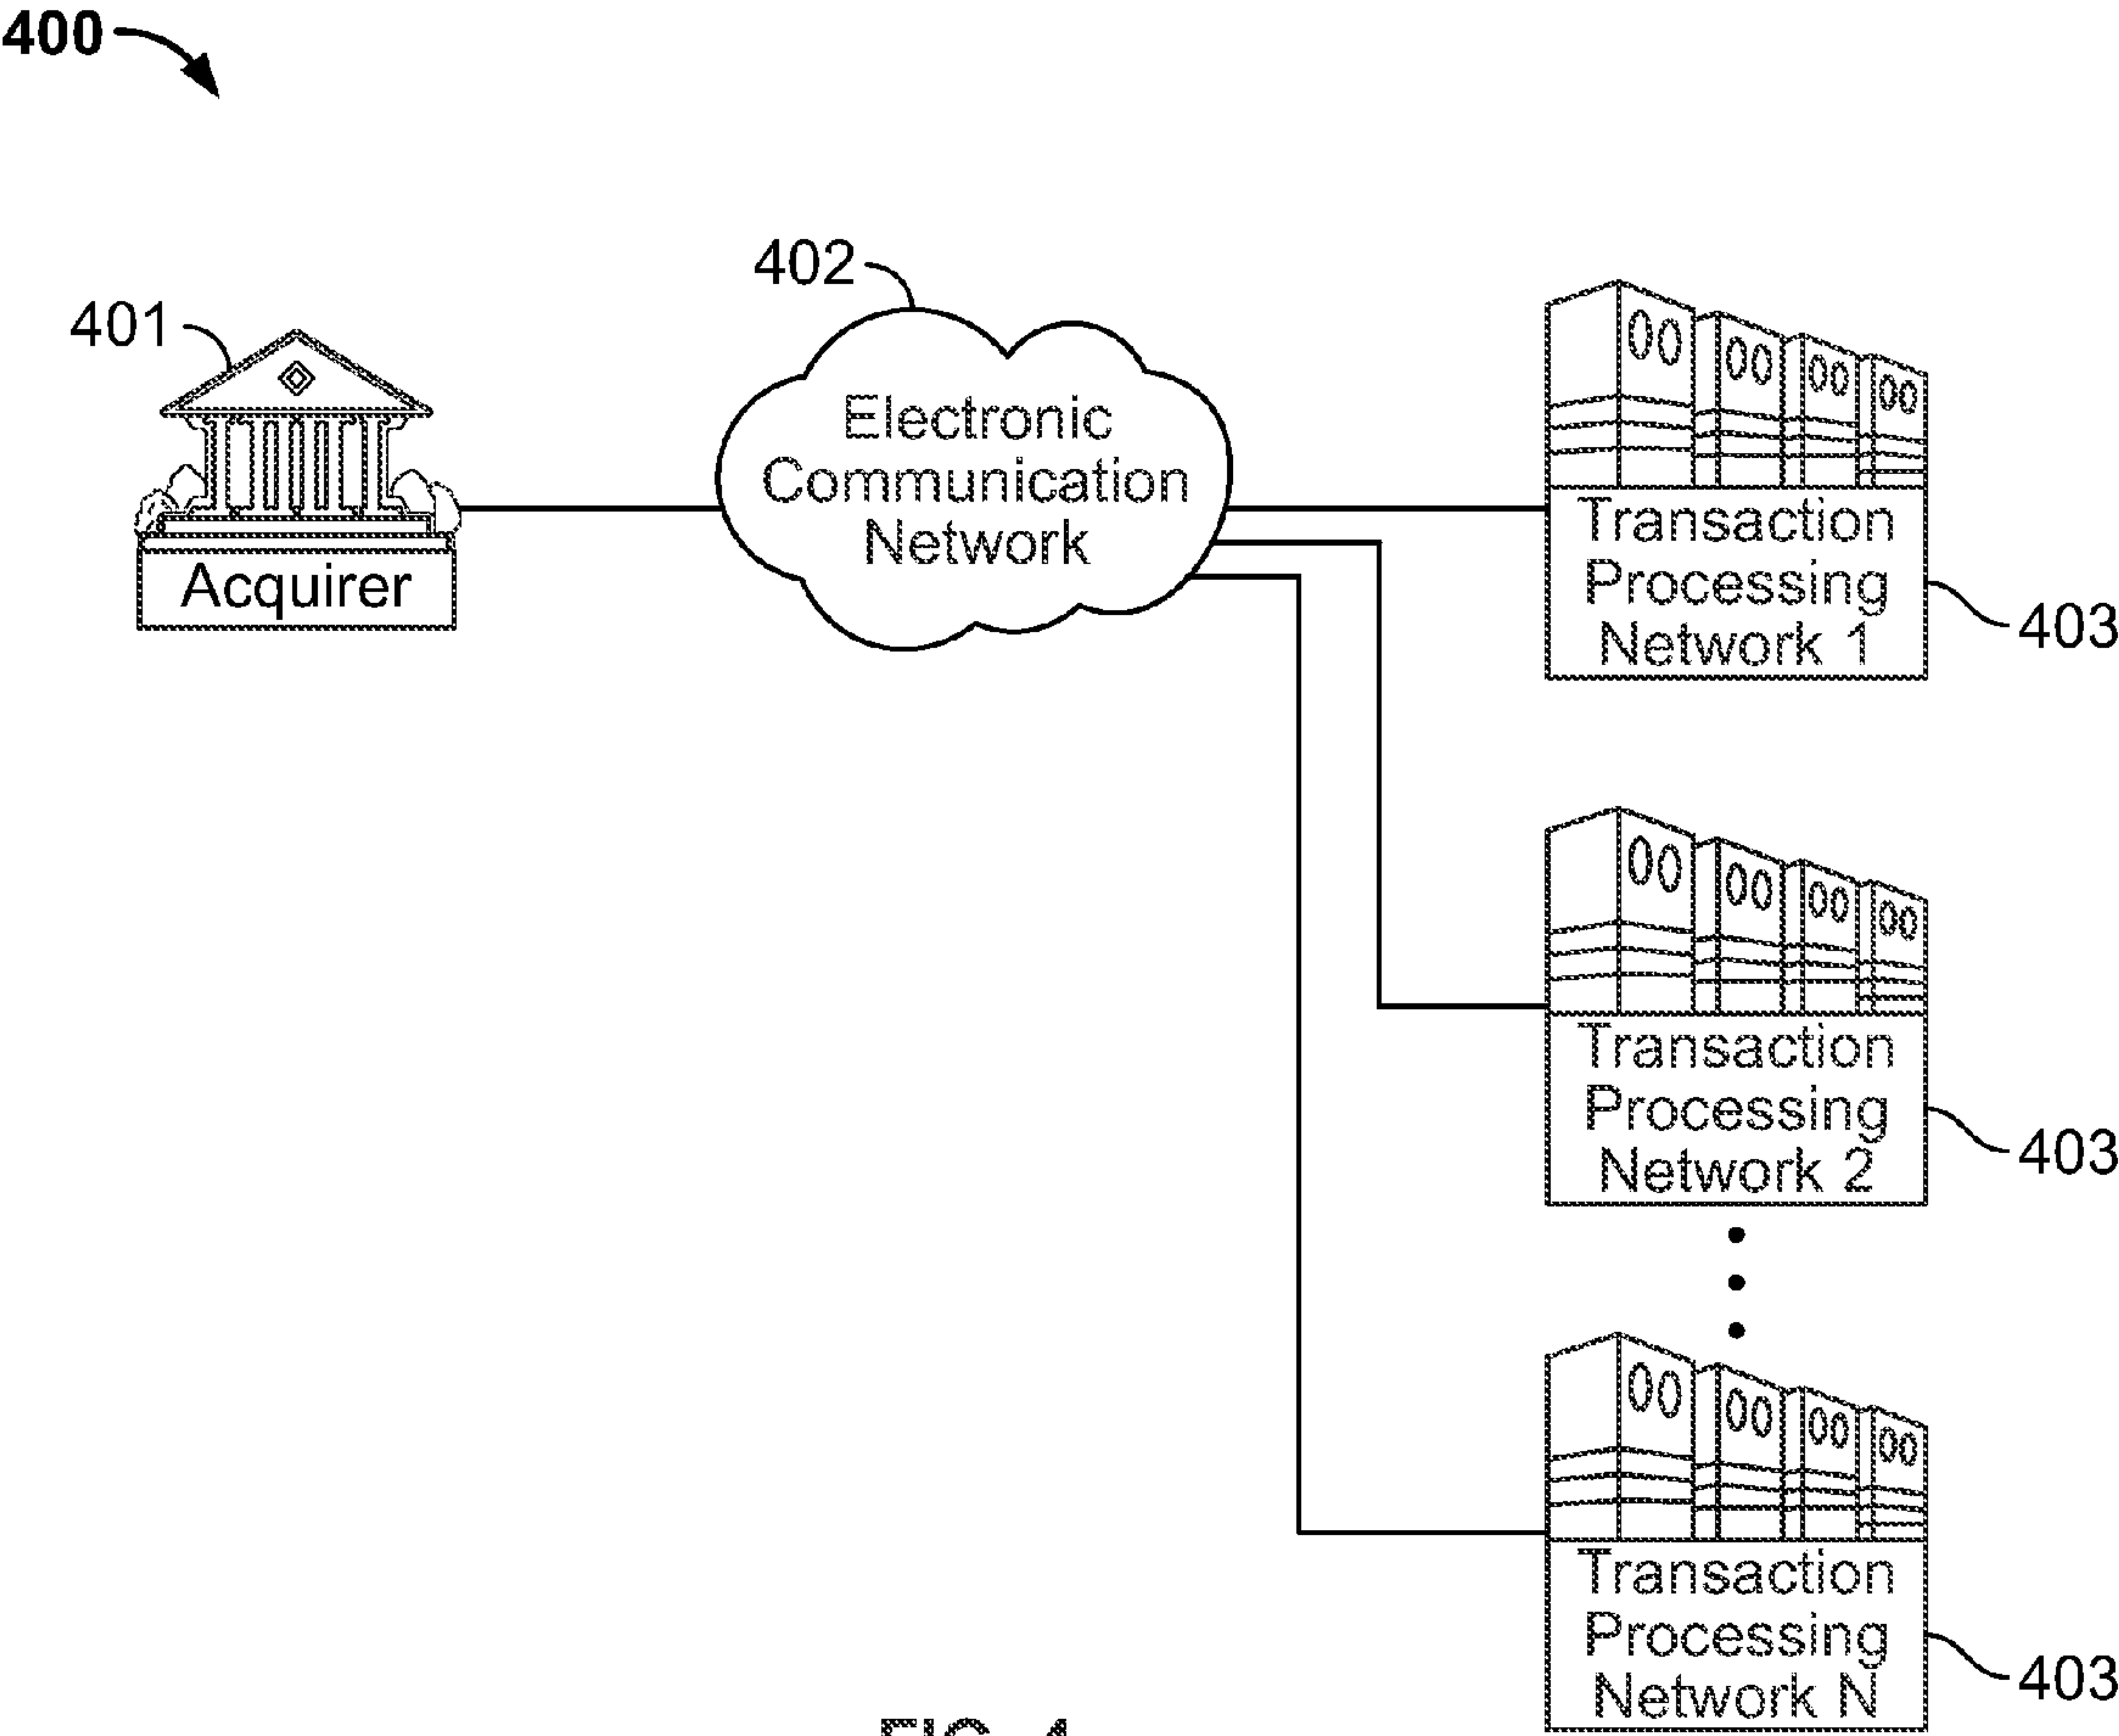 400
402
401
Electronic
Communication
Network
Acquirer
Transaction
Processing
Network 1
403
Transaction
Processing
Network 2
403
Transaction
Processing
Network N
403